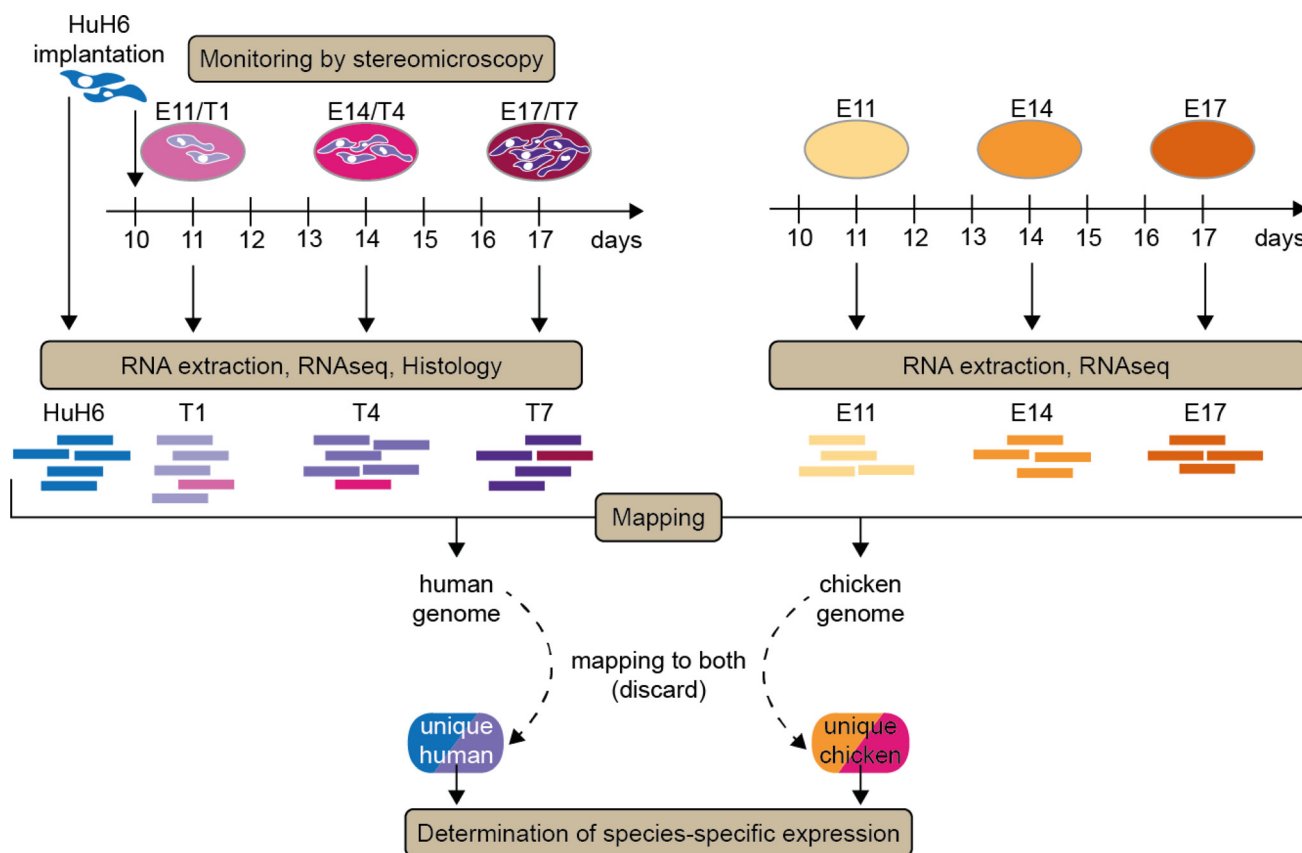 HuH6
implantation
Monitoring by stereomicroscopy
E11/T1 E14/T4 E17/T7
10 11 12 13 14 15 16 17 days
E11 E14 E17
10 11 12 13 14 15 16 17 days
RNA extraction, RNAseq, Histology
RNA extraction, RNAseq
HuH6 T1 T4 T7
E11 E14 E17
Mapping
human
genome
chicken
genome
mapping to both
(discard)
unique
human
unique
chicken
Determination of species-specific expression